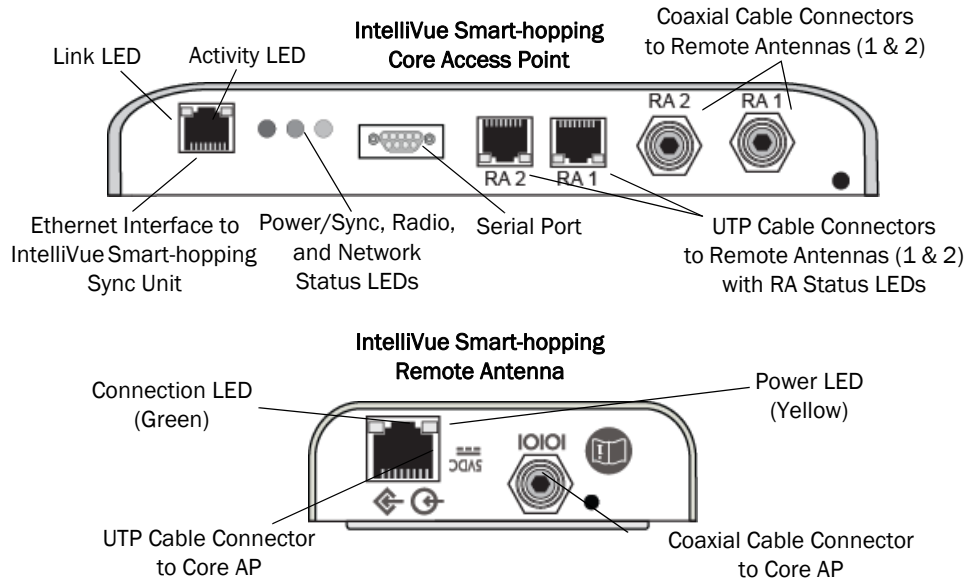 IntelliVue Smart-hopping
Core Access Point
Coaxial Cable Connectors
to Remote Antennas (1 & 2)
Link LED
Activity LED
RA 2
RA 1
RA 2
RA 1
Ethernet Interface to
IntelliVue Smart-hopping
Sync Unit
Power/Sync, Radio,
and Network
Status LEDs
Serial Port
UTP Cable Connectors
to Remote Antennas (1 & 2)
with RA Status LEDs
IntelliVue Smart-hopping
Remote Antenna
Connection LED
(Green)
Power LED
(Yellow)
5VDC
IOIOI
UTP Cable Connector
to Core AP
Coaxial Cable Connector
to Core AP